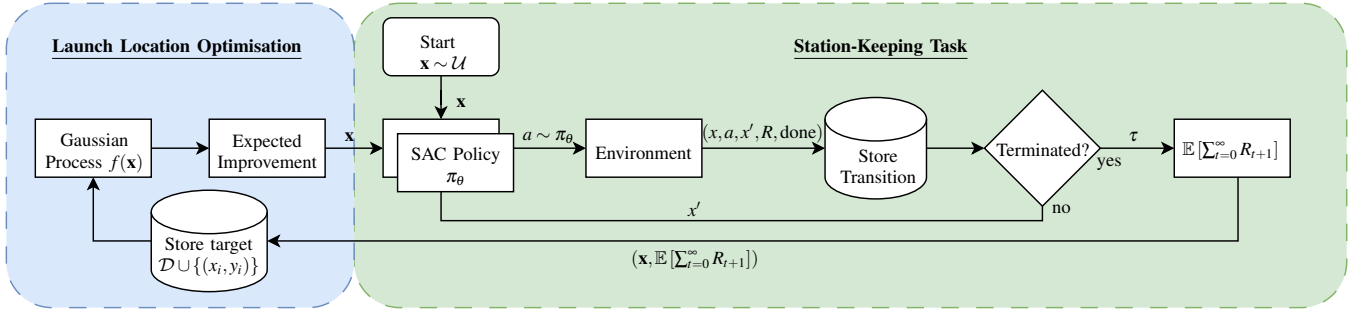 Launch Location Optimisation
Station-Keeping Task
Start
𝐱 ∼ 𝒰
𝐱
Gaussian
Process f(𝐱)
Expected
Improvement
𝐱
SAC Policy
π_θ
a ∼ π_θ
Environment
(x, a, x′, R, done)
Store
Transition
Terminated?
τ
yes
𝔼[∑_{t=0}^{∞} R_{t+1}]
no
x′
Store target
𝒟 ∪ {(x_i, y_i)}
(𝐱, 𝔼[∑_{t=0}^{∞} R_{t+1}])